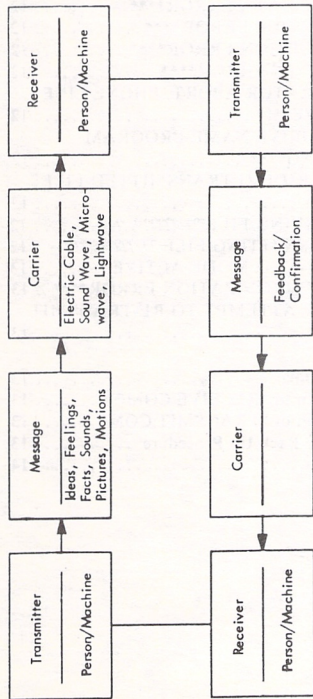 Transmitter
Person/Machine
Message
Ideas, Feelings,
Facts, Sounds,
Pictures, Motions
Carrier
Electric Cable,
Sound Wave, Micro-
wave, Lightwave
Receiver
Person/Machine
Receiver
Person/Machine
Carrier
Message
Feedback/
Confirmation
Transmitter
Person/Machine